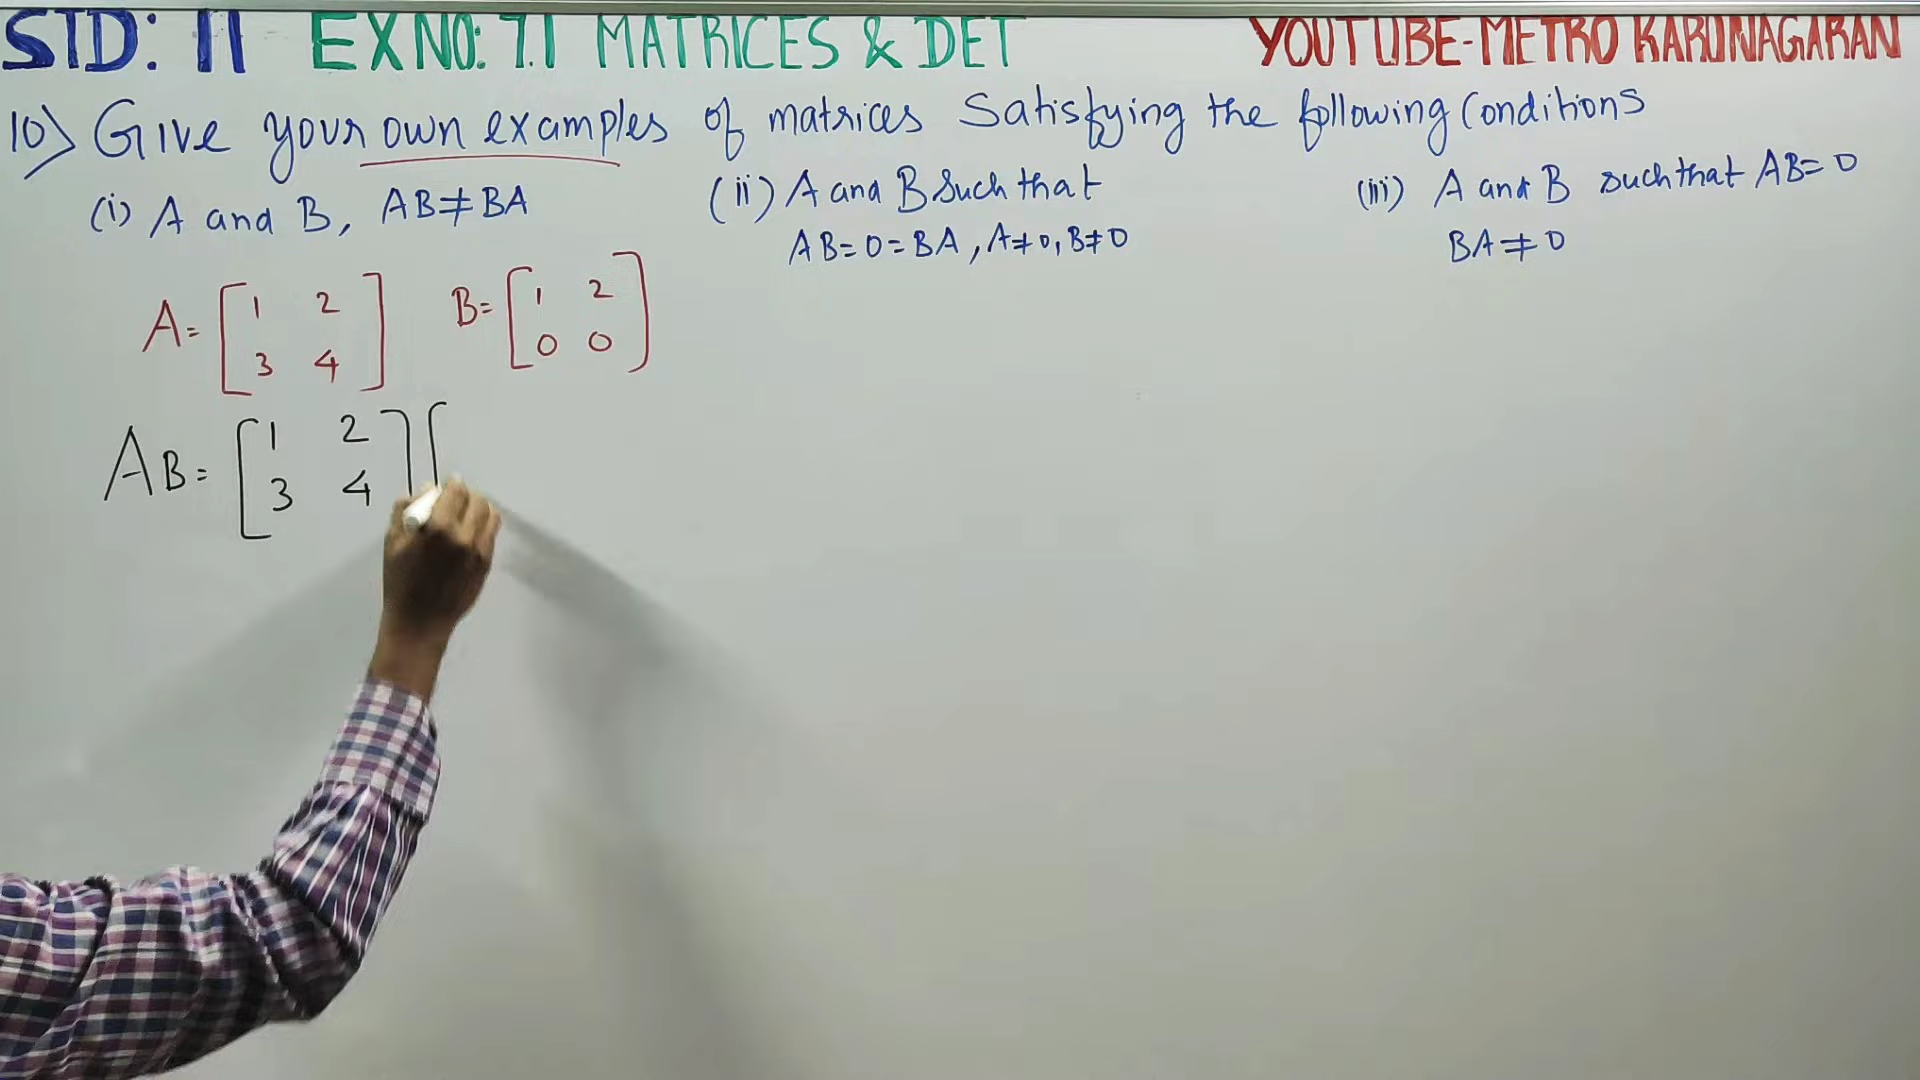 STD: 11 EX NO: 7.1 MATRICES & DET YOUTUBE-METRO KARUNAGARAN
10) Give your own examples of matrices Satisfying the following Conditions
(i) A and B, AB≠BA
(ii) A and B Such that
AB=0=BA, A≠0, B≠0
(iii) A and B such that AB=0
BA≠0
A= [1 2 B= [1 2
3 4] 0 0]
AB= [1 2
3 4] [